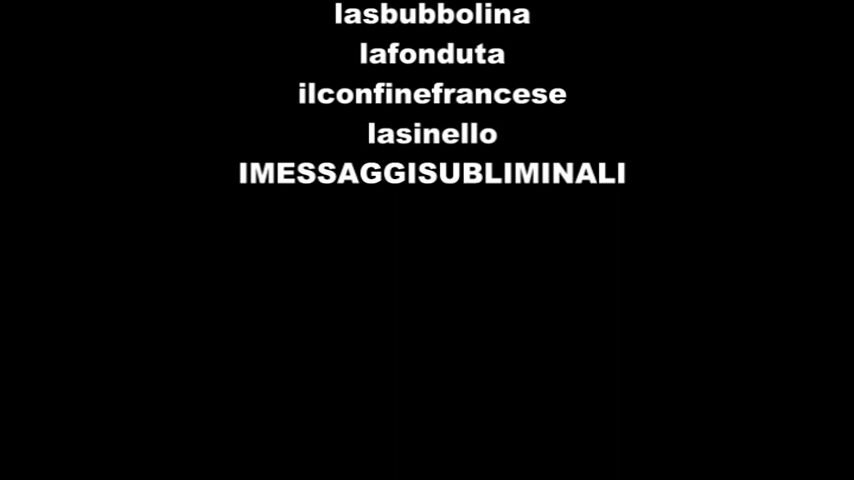 lasbubbolina
lafonduta
ilconfinefrancese
lasinello
IMESSAGGISUBLIMINALI